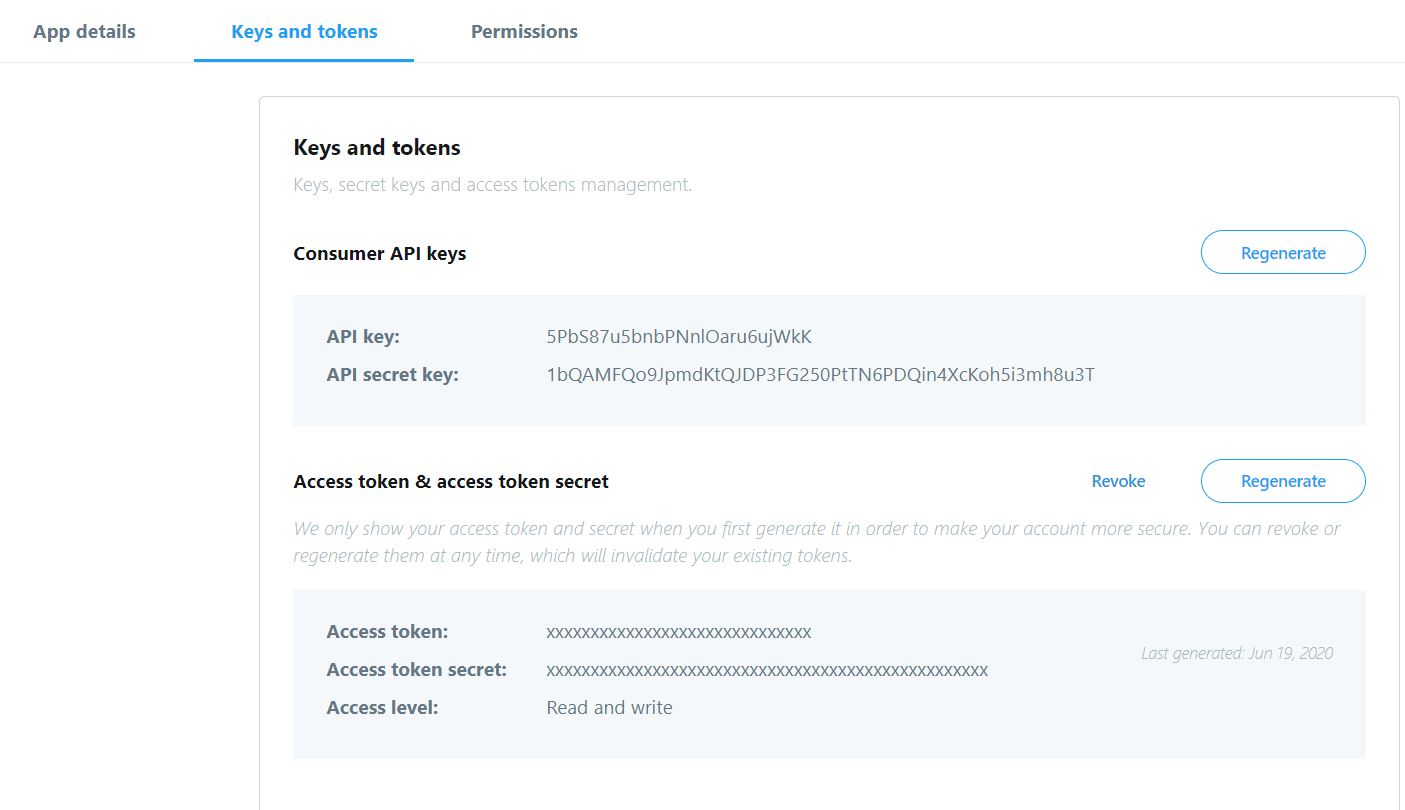 App details Keys and tokens Permissions
Keys and tokens
Keys, secret keys and access tokens management.
Consumer API keys Regenerate
API key: 5PbS87u5bnbPNnlOaru6ujWkK
API secret key: 1bQAMFQo9JpmdKtQJDP3FG250PtTN6PDQin4XcKoh5i3mh8u3T
Access token & access token secret Revoke Regenerate
We only show your access token and secret when you first generate it in order to make your account more secure. You can revoke or
regenerate them at any time, which will invalidate your existing tokens.
Access token: xxxxxxxxxxxxxxxxxxxxxxxxxxxxxx
Last generated: Jun 19, 2020
Access token secret: xxxxxxxxxxxxxxxxxxxxxxxxxxxxxxxxxxxxxxxxxxxxxxxxxx
Access level: Read and write